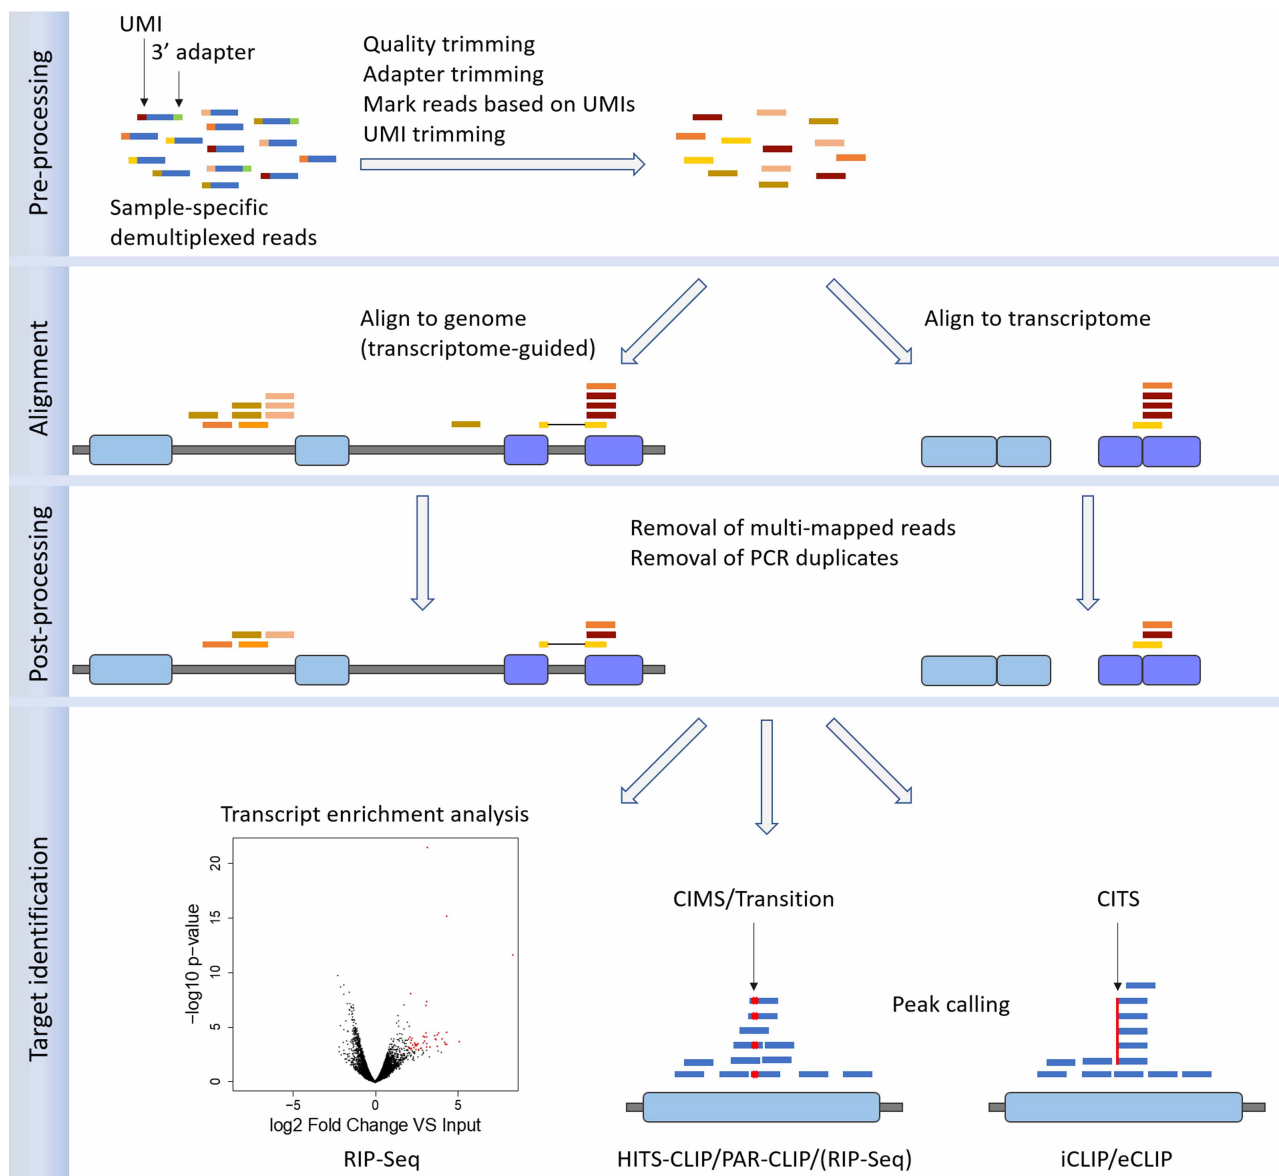 Pre-processing
UMI
3’ adapter
Sample-specific
demultiplexed reads
Quality trimming
Adapter trimming
Mark reads based on UMIs
UMI trimming
Alignment
Align to genome
(transcriptome-guided)
Align to transcriptome
Post-processing
Removal of multi-mapped reads
Removal of PCR duplicates
Target identification
Transcript enrichment analysis
−log10 p−value
20
15
10
5
0
−5 0 5
log2 Fold Change VS Input
RIP-Seq
CIMS/Transition
HITS-CLIP/PAR-CLIP/(RIP-Seq)
Peak calling
CITS
iCLIP/eCLIP